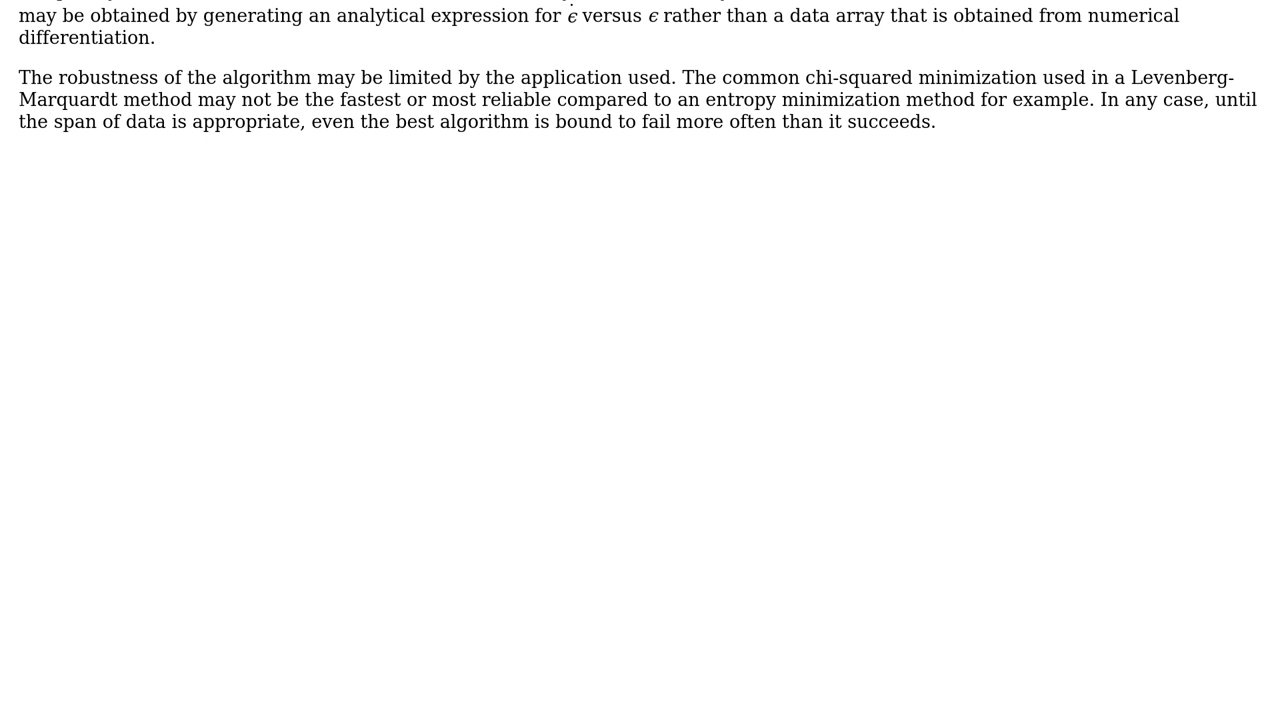 may be obtained by generating an analytical expression for ϵ̇ versus ϵ rather than a data array that is obtained from numerical
differentiation.
The robustness of the algorithm may be limited by the application used. The common chi-squared minimization used in a Levenberg-
Marquardt method may not be the fastest or most reliable compared to an entropy minimization method for example. In any case, until
the span of data is appropriate, even the best algorithm is bound to fail more often than it succeeds.